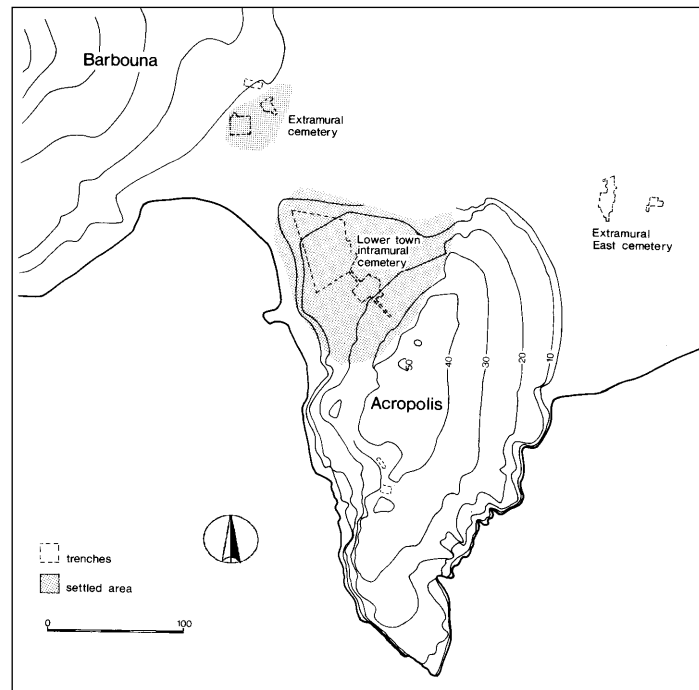 Barbouna
Extramural
cemetery
Lower town
intramural
cemetery
Extramural
East cemetery
50
40
30
20
10
Acropolis
trenches
settled area
0 100